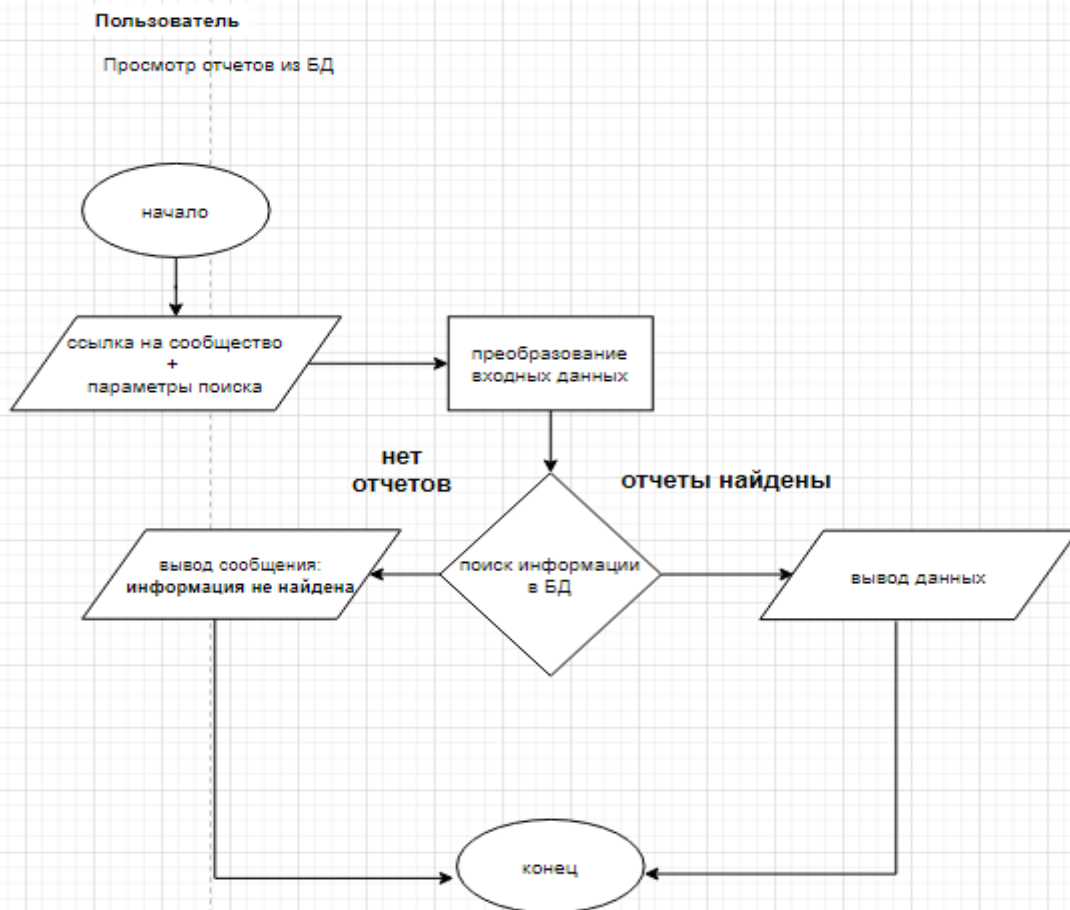 Пользователь
Просмотр отчетов из БД
начало
ссылка на сообщество
+
параметры поиска
преобразование
входных данных
нет
отчетов
отчеты найдены
вывод сообщения:
информация не найдена
поиск информации
в БД
вывод данных
конец